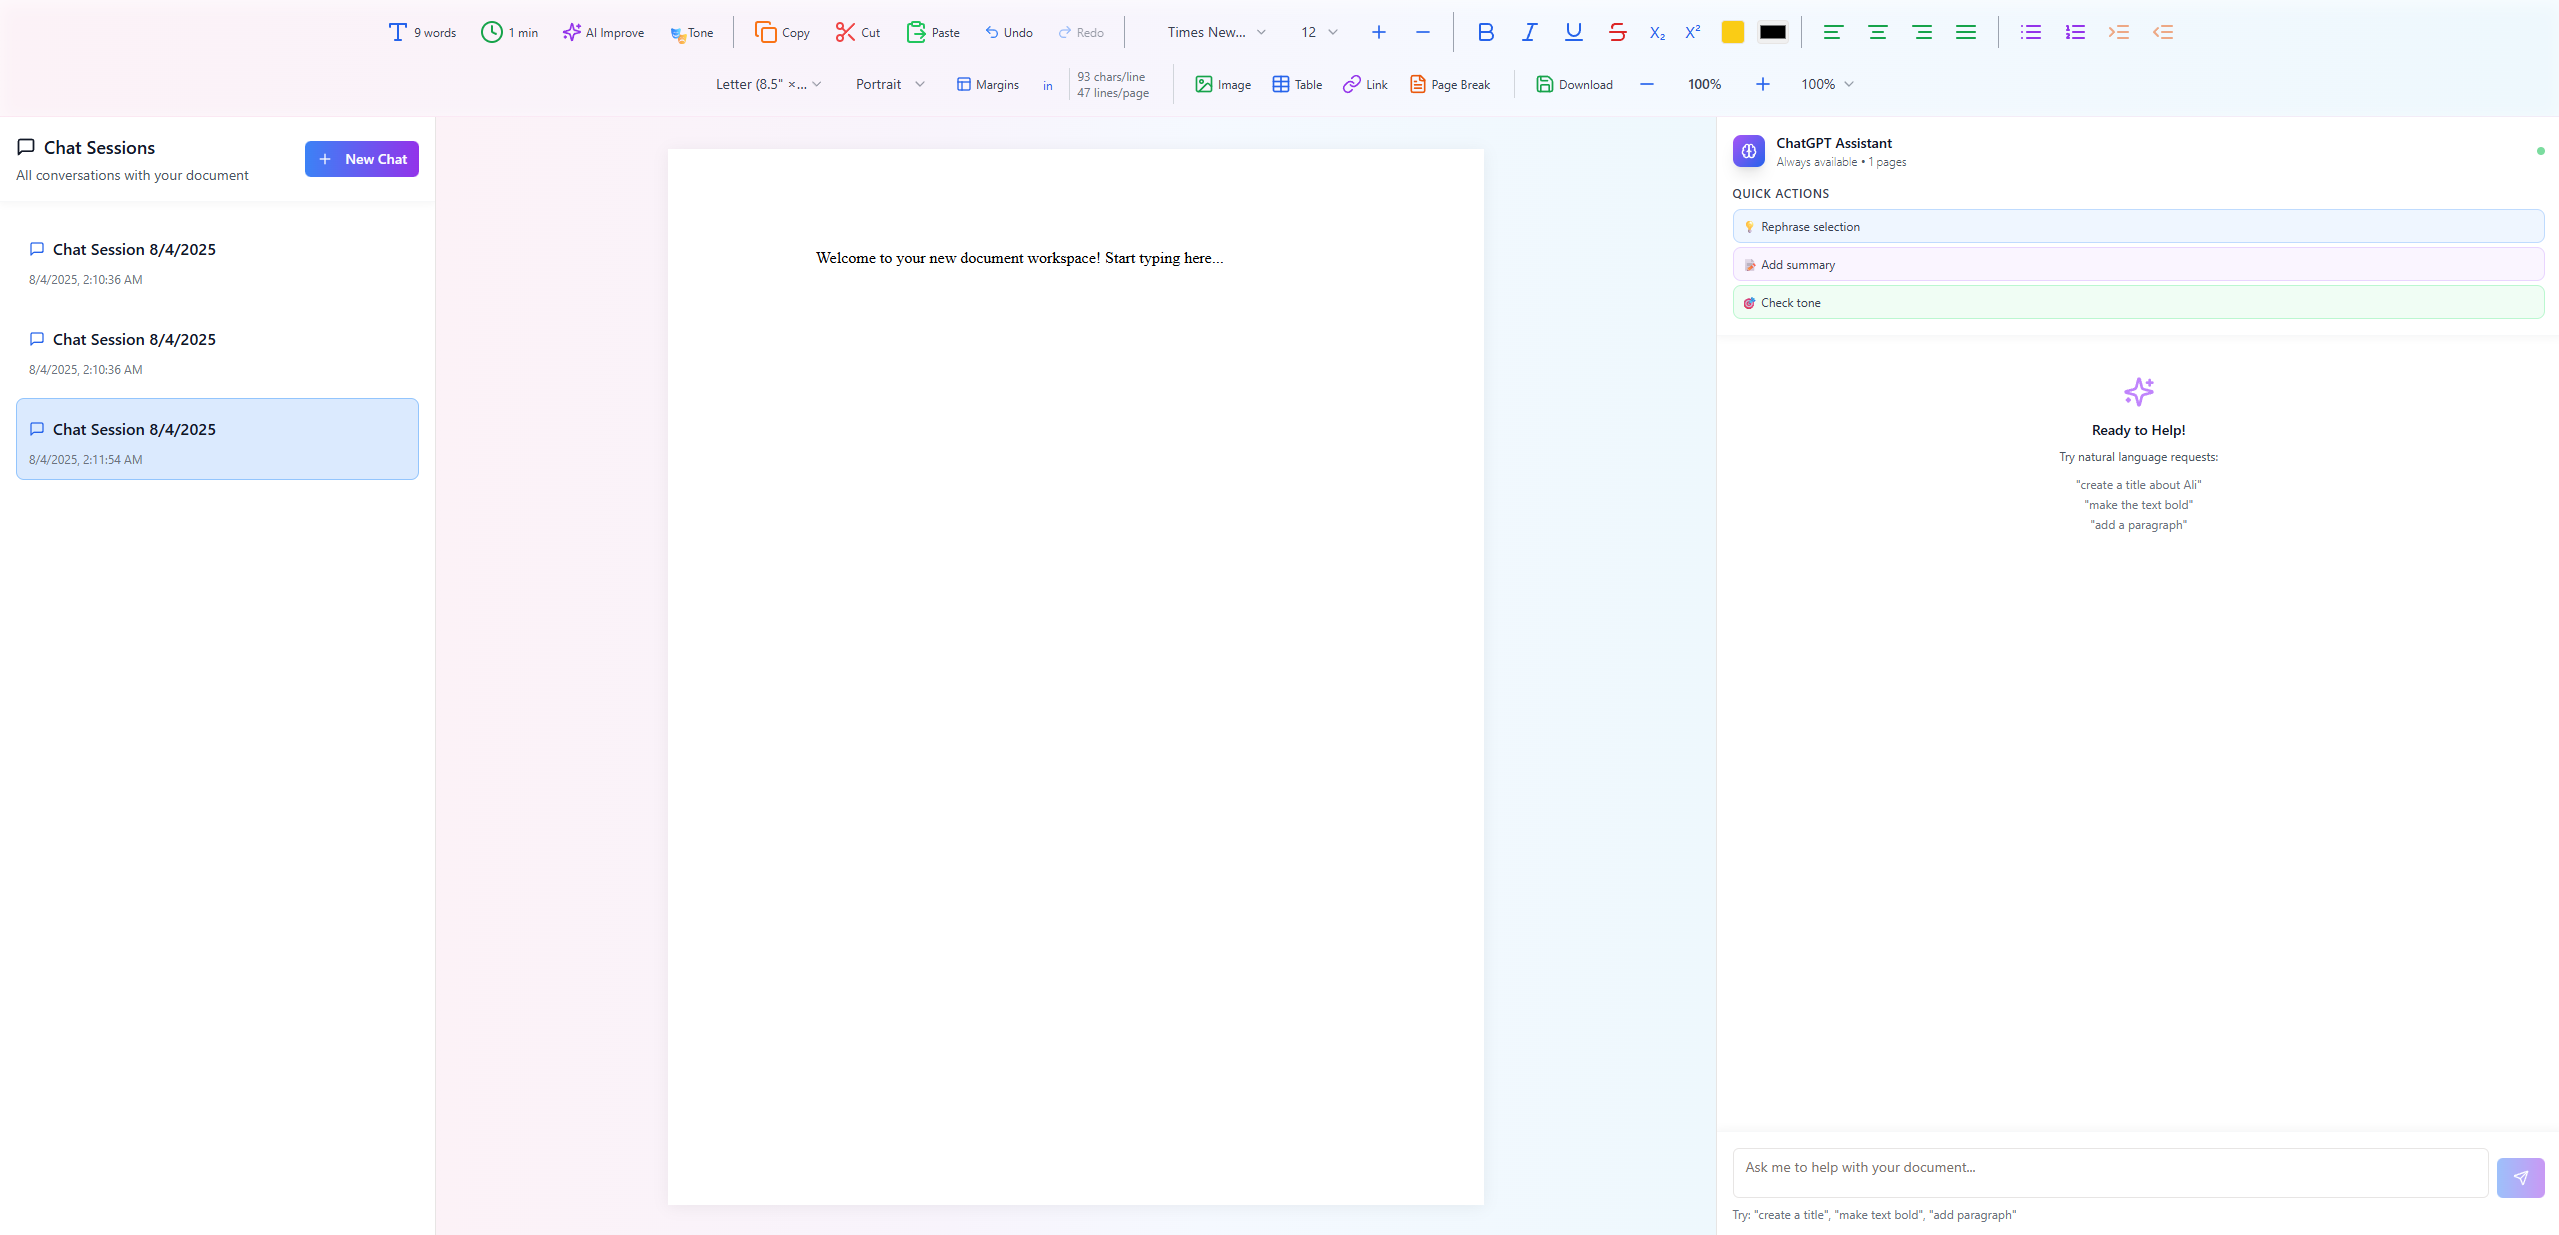 9 words 1 min AI Improve Tone Copy Cut Paste Undo Redo Times New... 12 B I U S X₂ X²
Letter (8.5" ×... Portrait Margins in 93 chars/line Image Table Link Page Break Download 100% 100%
47 lines/page
Chat Sessions
All conversations with your document
New Chat
Chat Session 8/4/2025
8/4/2025, 2:10:36 AM
Chat Session 8/4/2025
8/4/2025, 2:10:36 AM
Chat Session 8/4/2025
8/4/2025, 2:11:54 AM
Welcome to your new document workspace! Start typing here...
ChatGPT Assistant
Always available • 1 pages
QUICK ACTIONS
Rephrase selection
Add summary
Check tone
Ready to Help!
Try natural language requests:
"create a title about Ali"
"make the text bold"
"add a paragraph"
Ask me to help with your document...
Try: "create a title", "make text bold", "add paragraph"